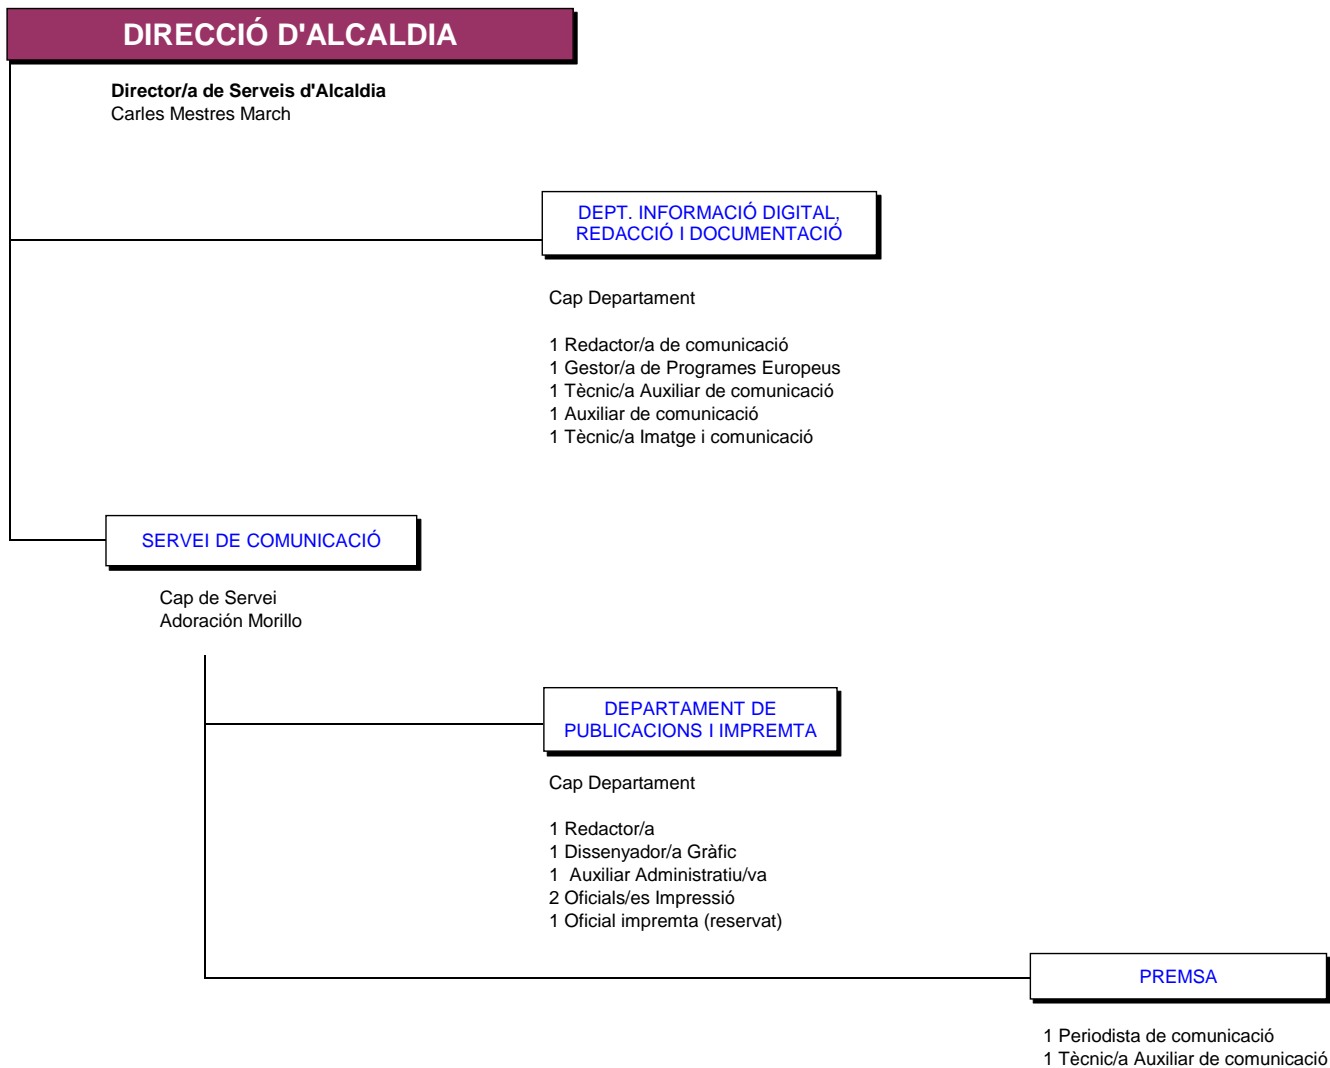 DIRECCIÓ D'ALCALDIA
Director/a de Serveis d'Alcaldia
Carles Mestres March
DEPT. INFORMACIÓ DIGITAL,
REDACCIÓ I DOCUMENTACIÓ
Cap Departament
1 Redactor/a de comunicació
1 Gestor/a de Programes Europeus
1 Tècnic/a Auxiliar de comunicació
1 Auxiliar de comunicació
1 Tècnic/a Imatge i comunicació
SERVEI DE COMUNICACIÓ
Cap de Servei
Adoración Morillo
DEPARTAMENT DE
PUBLICACIONS I IMPREMTA
Cap Departament
1 Redactor/a
1 Dissenyador/a Gràfic
1 Auxiliar Administratiu/va
2 Oficials/es Impressió
1 Oficial impremta (reservat)
PREMSA
1 Periodista de comunicació
1 Tècnic/a Auxiliar de comunicació